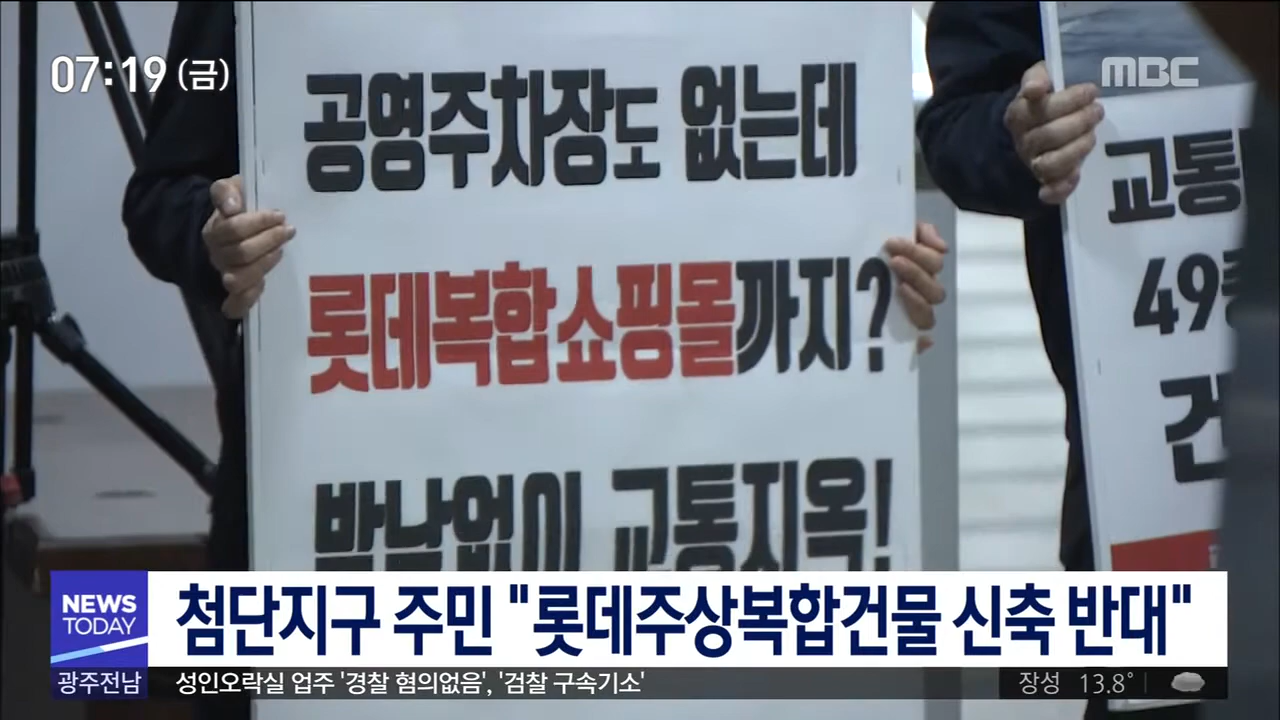 07:19 (금)
MBC
공영주차장도 없는데
롯데복합쇼핑몰까지?
밤낮없이 교통지옥!
교통
49층
건
NEWS
TODAY
첨단지구 주민 "롯데주상복합건물 신축 반대"
광주전남
성인오락실 업주 '경찰 혐의없음', '검찰 구속기소'
장성 13.8°